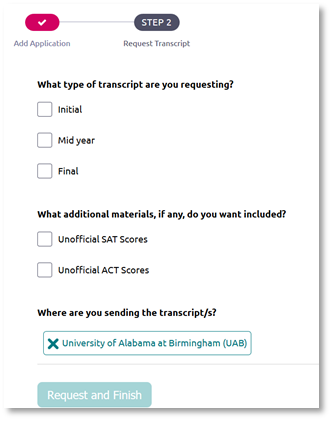 STEP 2
Add Application
Request Transcript
What type of transcript are you requesting?
Initial
Mid year
Final
What additional materials, if any, do you want included?
Unofficial SAT Scores
Unofficial ACT Scores
Where are you sending the transcript/s?
University of Alabama at Birmingham (UAB)
Request and Finish